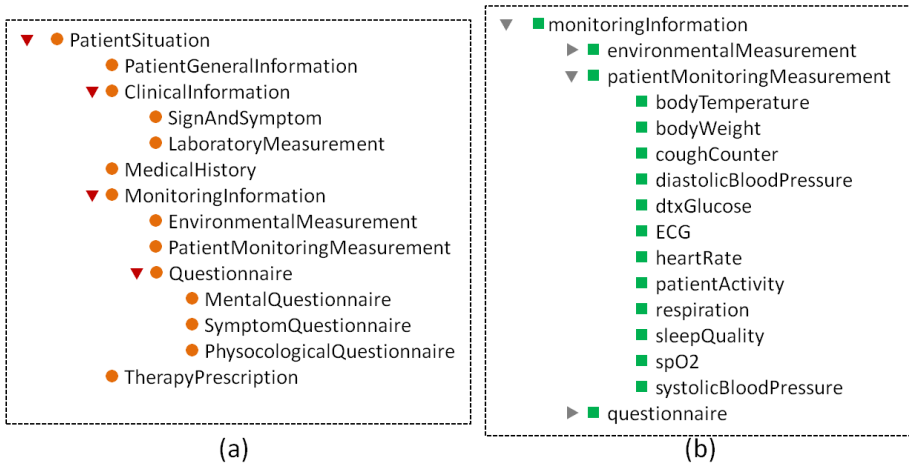 PatientSituation
PatientGeneralInformation
ClinicalInformation
SignAndSymptom
LaboratoryMeasurement
MedicalHistory
MonitoringInformation
EnvironmentalMeasurement
PatientMonitoringMeasurement
Questionnaire
MentalQuestionnaire
SymptomQuestionnaire
PhysocologicalQuestionnaire
TherapyPrescription
(a)
monitoringInformation
environmentalMeasurement
patientMonitoringMeasurement
bodyTemperature
bodyWeight
coughCounter
diastolicBloodPressure
dtxGlucose
ECG
heartRate
patientActivity
respiration
sleepQuality
spO2
systolicBloodPressure
questionnaire
(b)